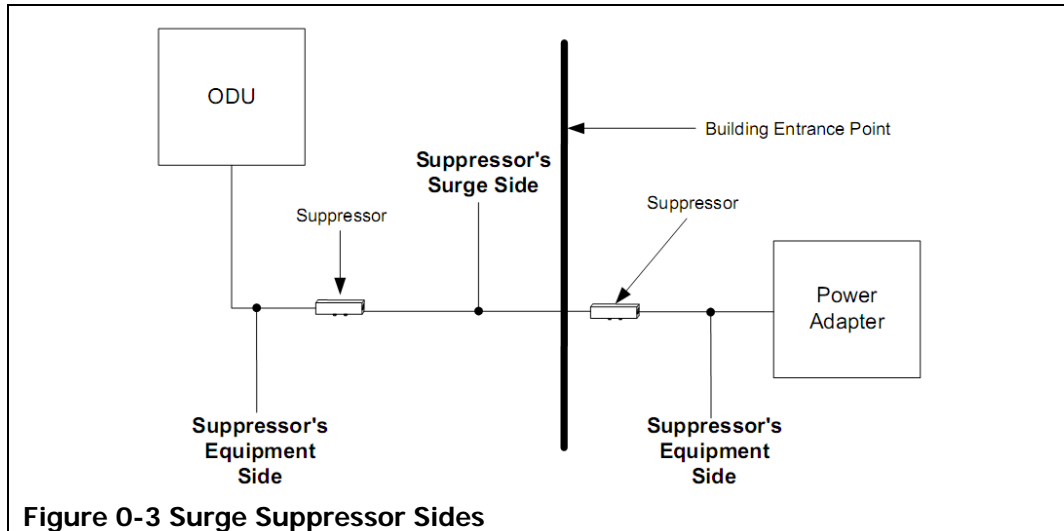 ODU
Building Entrance Point
Suppressor's
Surge Side
Suppressor
Suppressor
Power
Adapter
Suppressor's
Equipment
Side
Suppressor's
Equipment
Side
Figure 0-3 Surge Suppressor Sides